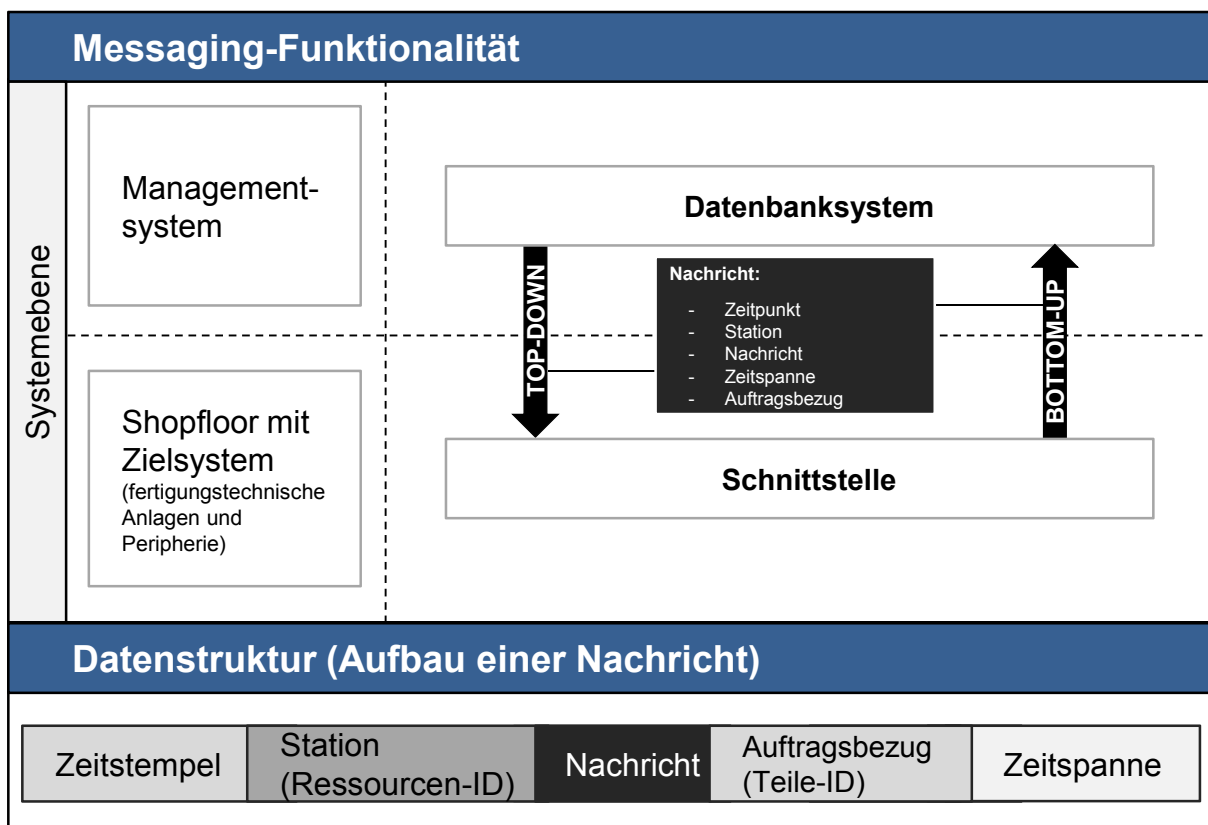 Messaging-Funktionalität
Systemebene
Management-
system
Datenbanksystem
TOP-DOWN
Nachricht:
- Zeitpunkt
- Station
- Nachricht
- Zeitspanne
- Auftragsbezug
BOTTOM-UP
Shopfloor mit
Zielsystem
(fertigungstechnische
Anlagen und
Peripherie)
Schnittstelle
Datenstruktur (Aufbau einer Nachricht)
Zeitstempel
Station
(Ressourcen-ID)
Nachricht
Auftragsbezug
(Teile-ID)
Zeitspanne